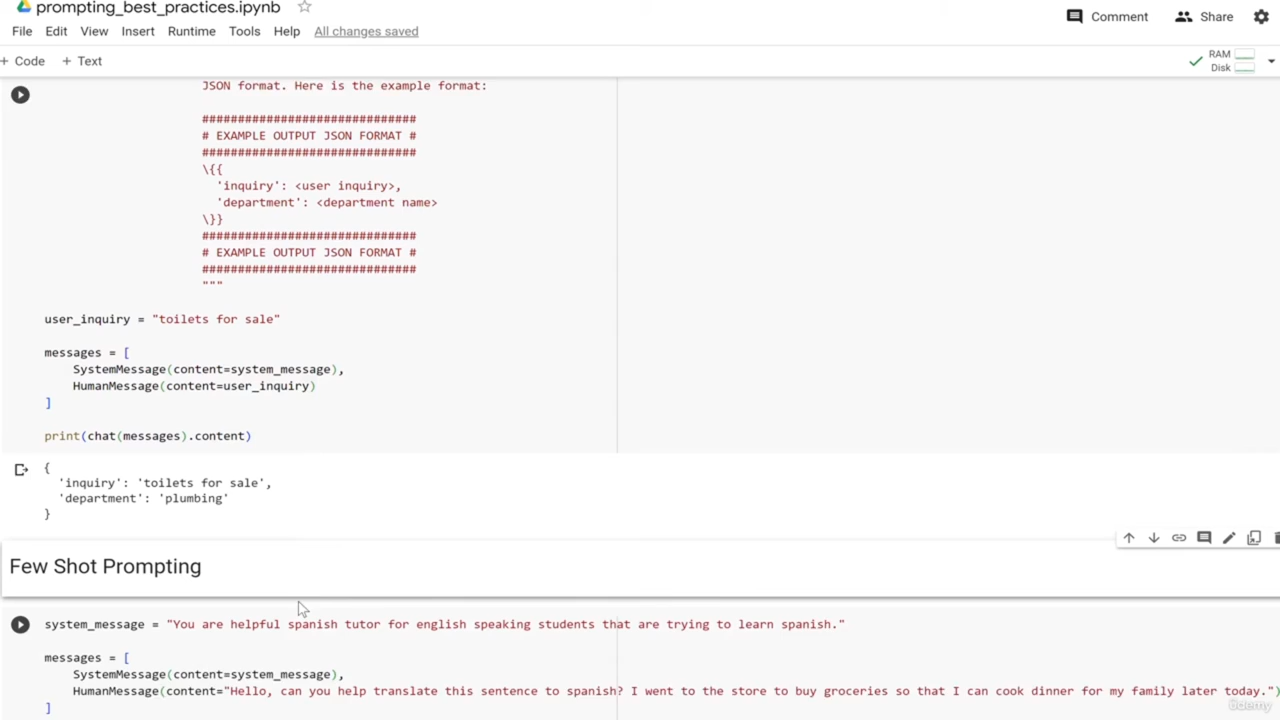 prompting_best_practices.ipynb
File Edit View Insert Runtime Tools Help All changes saved
Comment Share
+ Code + Text
RAM
Disk
JSON format. Here is the example format:
##############################
# EXAMPLE OUTPUT JSON FORMAT #
##############################
\{{
'inquiry': <user inquiry>,
'department': <department name>
\}}
##############################
# EXAMPLE OUTPUT JSON FORMAT #
##############################
"""
user_inquiry = "toilets for sale"
messages = [
SystemMessage(content=system_message),
HumanMessage(content=user_inquiry)
]
print(chat(messages).content)
{
'inquiry': 'toilets for sale',
'department': 'plumbing'
}
Few Shot Prompting
system_message = "You are helpful spanish tutor for english speaking students that are trying to learn spanish."
messages = [
SystemMessage(content=system_message),
HumanMessage(content="Hello, can you help translate this sentence to spanish? I went to the store to buy groceries so that I can cook dinner for my family later today.")
]
ûdemy